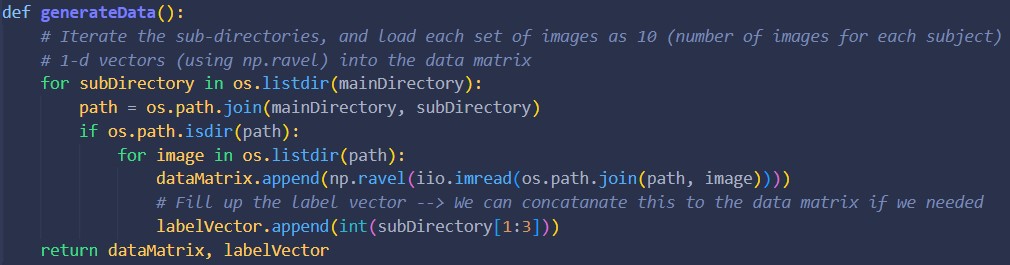 def generateData():
    # Iterate the sub-directories, and load each set of images as 10 (number of images for each subject)
    # 1-d vectors (using np.ravel) into the data matrix
    for subDirectory in os.listdir(mainDirectory):
        path = os.path.join(mainDirectory, subDirectory)
        if os.path.isdir(path):
            for image in os.listdir(path):
                dataMatrix.append(np.ravel(iio.imread(os.path.join(path, image))))
                # Fill up the label vector --> We can concatanate this to the data matrix if we needed
                labelVector.append(int(subDirectory[1:3]))
    return dataMatrix, labelVector